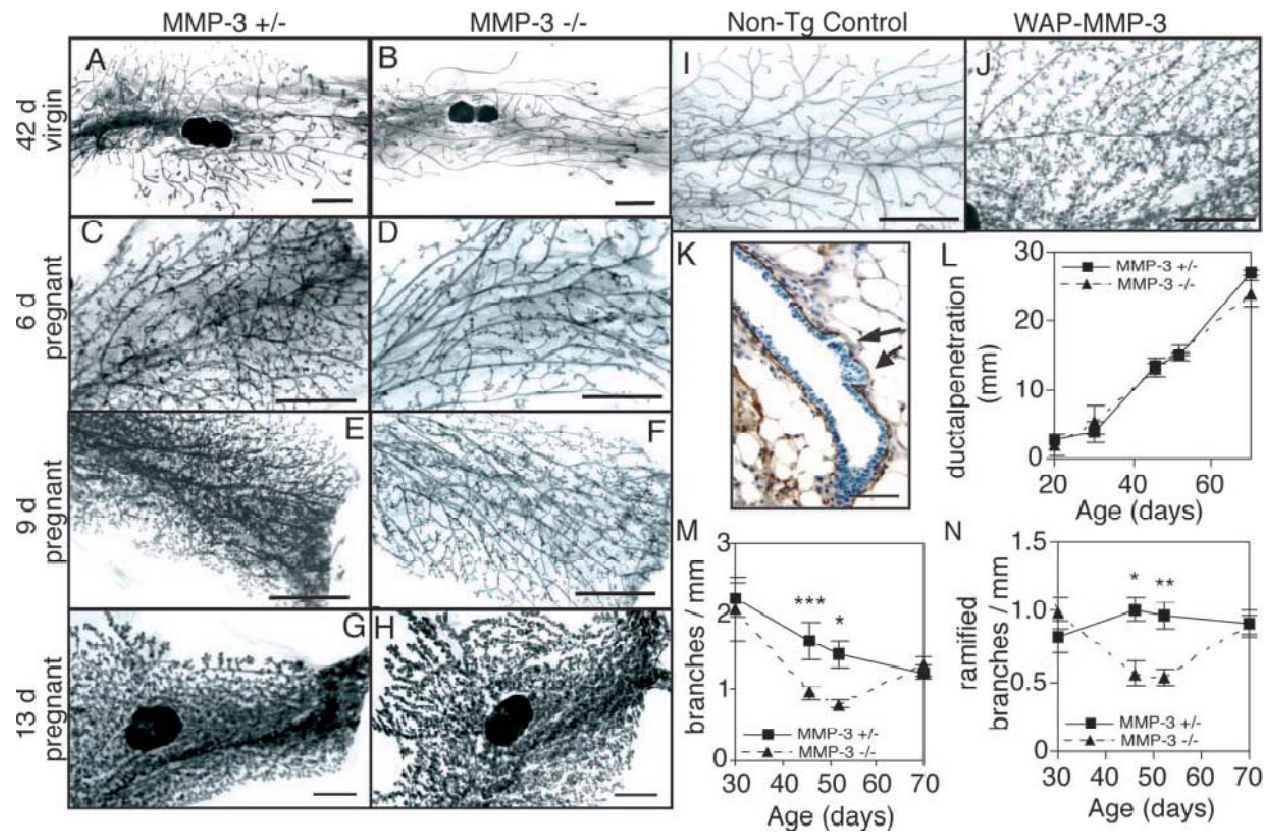 MMP-3 +/-
MMP-3 -/-
Non-Tg Control
WAP-MMP-3
42 d
virgin
A
B
I
J
6 d
pregnant
C
D
K
L
ductalpenetration
(mm)
30
20
10
0
MMP-3 +/-
MMP-3 -/-
20
40
60
Age (days)
9 d
pregnant
E
F
M
branches / mm
3
2
1
0
***
*
MMP-3 +/-
MMP-3 -/-
30
40
50
60
70
Age (days)
N
ramified
branches / mm
1.5
1.0
0.5
0
*
**
MMP-3 +/-
MMP-3 -/-
30
40
50
60
70
Age (days)
13 d
pregnant
G
H